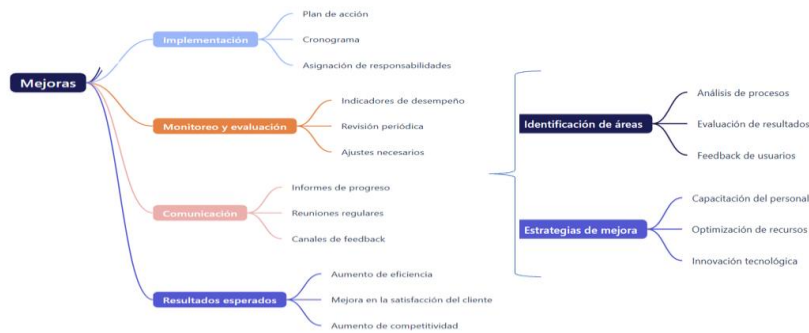 Mejoras
Implementación
Plan de acción
Cronograma
Asignación de responsabilidades
Monitoreo y evaluación
Indicadores de desempeño
Revisión periódica
Ajustes necesarios
Comunicación
Informes de progreso
Reuniones regulares
Canales de feedback
Resultados esperados
Aumento de eficiencia
Mejora en la satisfacción del cliente
Aumento de competitividad
Identificación de áreas
Análisis de procesos
Evaluación de resultados
Feedback de usuarios
Estrategias de mejora
Capacitación del personal
Optimización de recursos
Innovación tecnológica